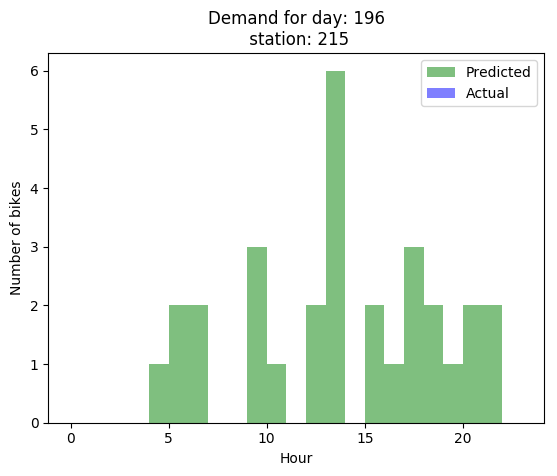 Demand for day: 196
station: 215
Predicted
Actual
Number of bikes
6
5
4
3
2
1
0
0
5
10
15
20
Hour